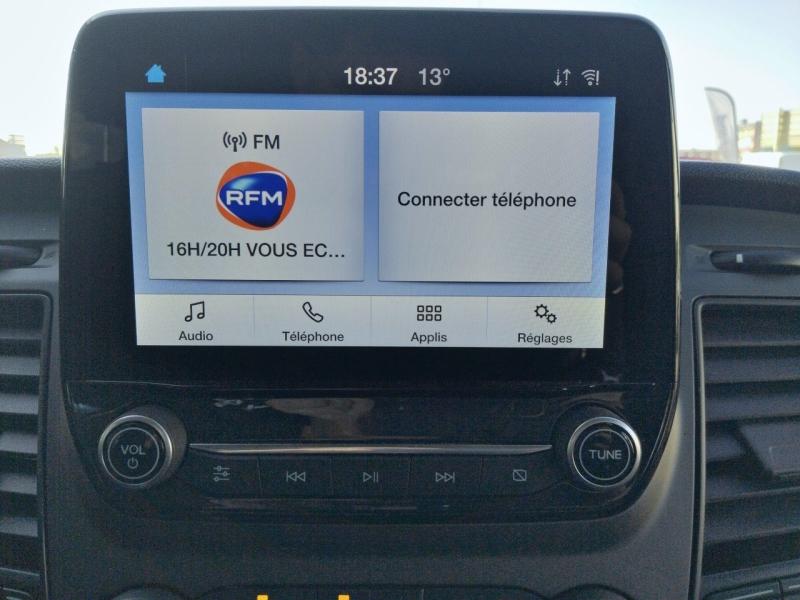 18:37 13°
FM
RFM
16H/20H VOUS EC...
Connecter téléphone
Audio
Téléphone
Applis
Réglages
VOL
TUNE